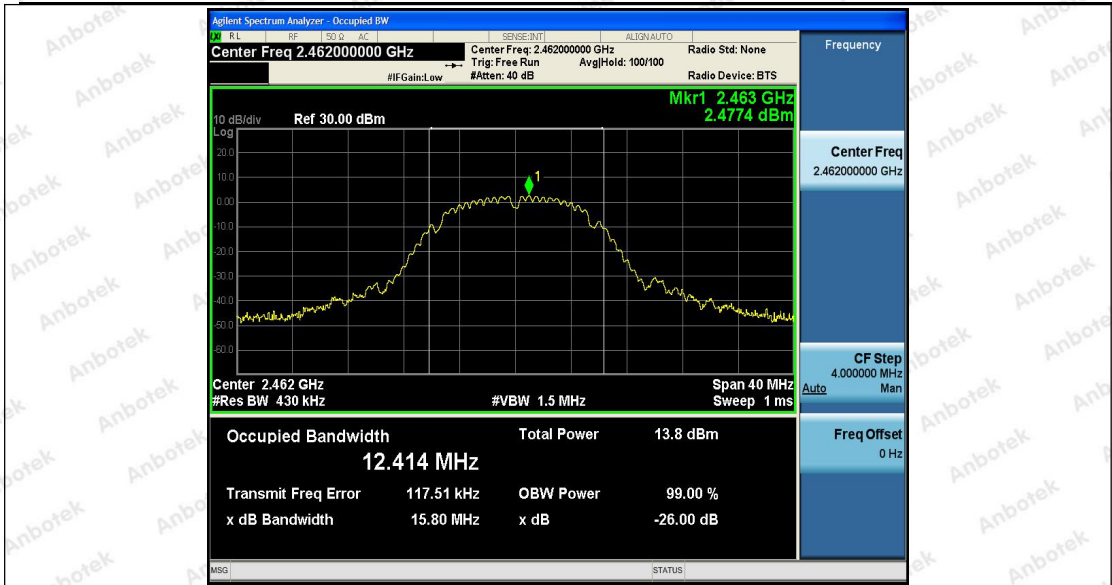 Agilent Spectrum Analyzer - Occupied BW
RL RF 50 Ω AC SENSE:INT ALIGNAUTO
Center Freq 2.462000000 GHz
Center Freq: 2.462000000 GHz Radio Std: None
Trig: Free Run Avg|Hold: 100/100
#IFGain:Low #Atten: 40 dB Radio Device: BTS
Mkr1 2.463 GHz
2.4774 dBm
10 dB/div Ref 30.00 dBm
Log
20.0
10.0
0.00
-10.0
-20.0
-30.0
-40.0
-50.0
-60.0
1
Center 2.462 GHz Span 40 MHz
#Res BW 430 kHz #VBW 1.5 MHz Sweep 1 ms
Occupied Bandwidth Total Power 13.8 dBm
12.414 MHz
Transmit Freq Error 117.51 kHz OBW Power 99.00 %
x dB Bandwidth 15.80 MHz x dB -26.00 dB
MSG STATUS
Frequency
Center Freq
2.462000000 GHz
CF Step
4.000000 MHz
Auto Man
Freq Offset
0 Hz
Anbotek